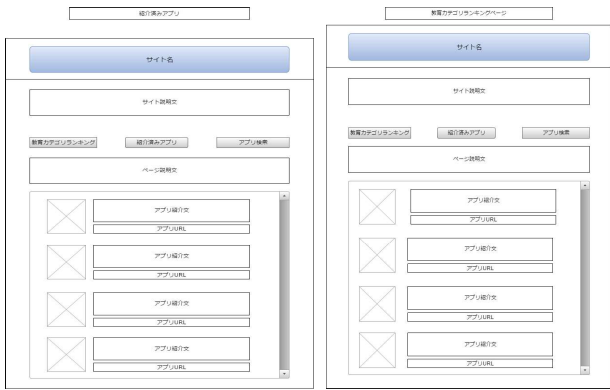 紹介済みアプリ
サイト名
サイト説明文
教育カテゴリランキング
紹介済みアプリ
アプリ検索
ページ説明文
アプリ紹介文
アプリURL
アプリ紹介文
アプリURL
アプリ紹介文
アプリURL
アプリ紹介文
アプリURL
教育カテゴリランキングページ
サイト名
サイト説明文
教育カテゴリランキング
紹介済みアプリ
アプリ検索
ページ説明文
アプリ紹介文
アプリURL
アプリ紹介文
アプリURL
アプリ紹介文
アプリURL
アプリ紹介文
アプリURL